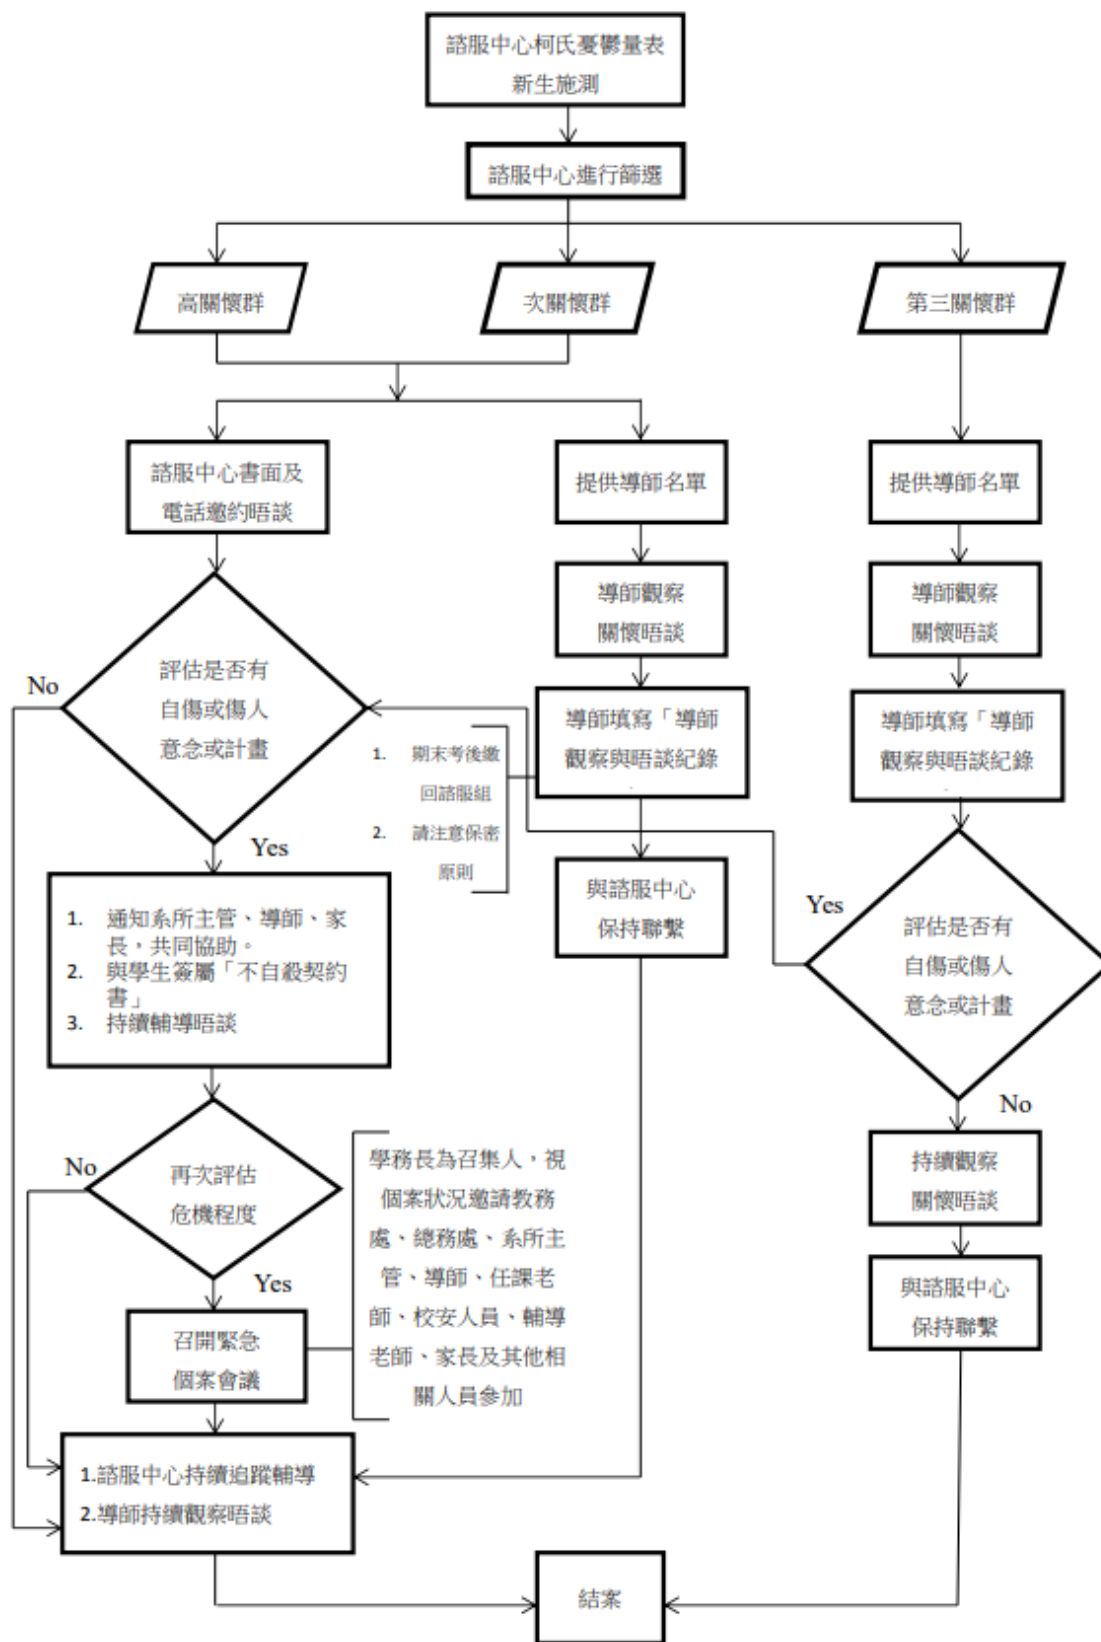 諮服中心柯氏憂鬱量表
新生施測
諮服中心進行篩選
高關懷群
次關懷群
第三關懷群
諮服中心書面及
電話邀約晤談
提供導師名單
提供導師名單
導師觀察
關懷晤談
導師觀察
關懷晤談
No
評估是否有
自傷或傷人
意念或計畫
導師填寫「導師
觀察與晤談紀錄
導師填寫「導師
觀察與晤談紀錄
1. 期末考後繳
回諮服組
2. 請注意保密
原則
Yes
1. 通知系所主管、導師、家
長，共同協助。
2. 與學生簽屬「不自殺契約
書」
3. 持續輔導晤談
與諮服中心
保持聯繫
Yes
評估是否有
自傷或傷人
意念或計畫
No
No
再次評估
危機程度
Yes
學務長為召集人，視
個案狀況邀請教務
處、總務處、系所主
管、導師、任課老
師、校安人員、輔導
老師、家長及其他相
關人員參加
持續觀察
關懷晤談
與諮服中心
保持聯繫
召開緊急
個案會議
1.諮服中心持續追蹤輔導
2.導師持續觀察晤談
結案